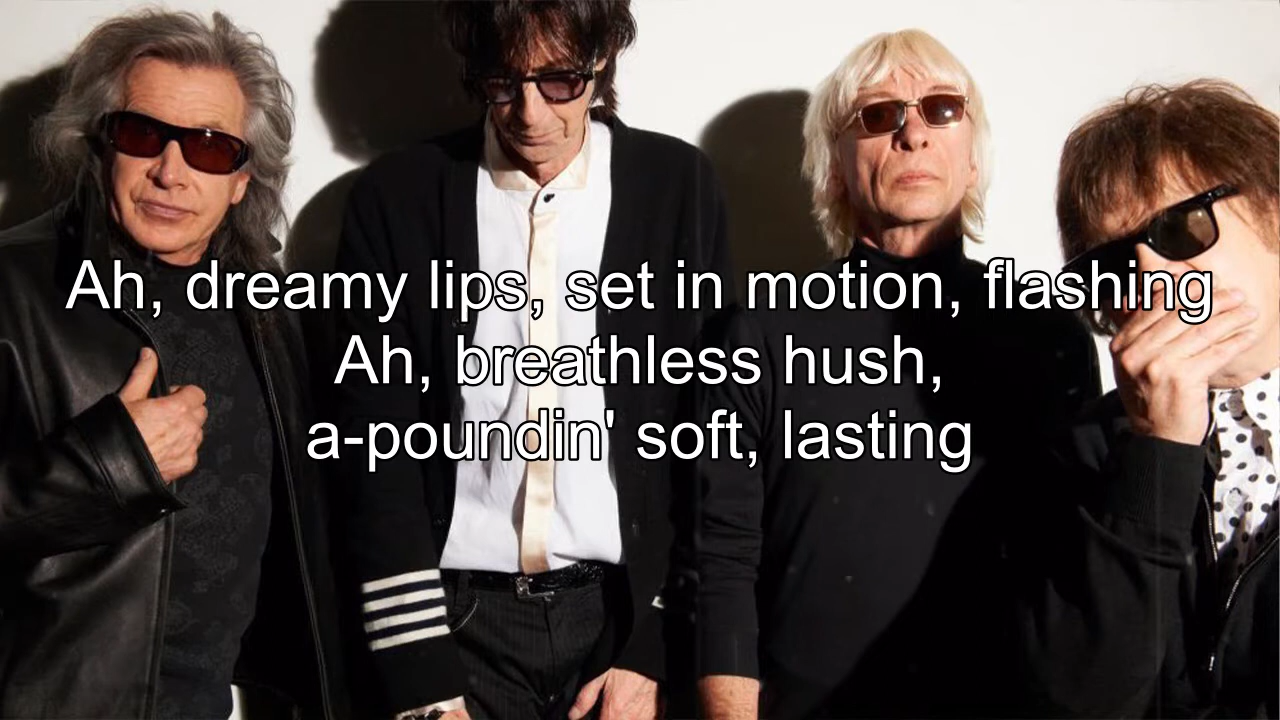 Ah, dreamy lips, set in motion, flashing
Ah, breathless hush,
a-poundin' soft, lasting